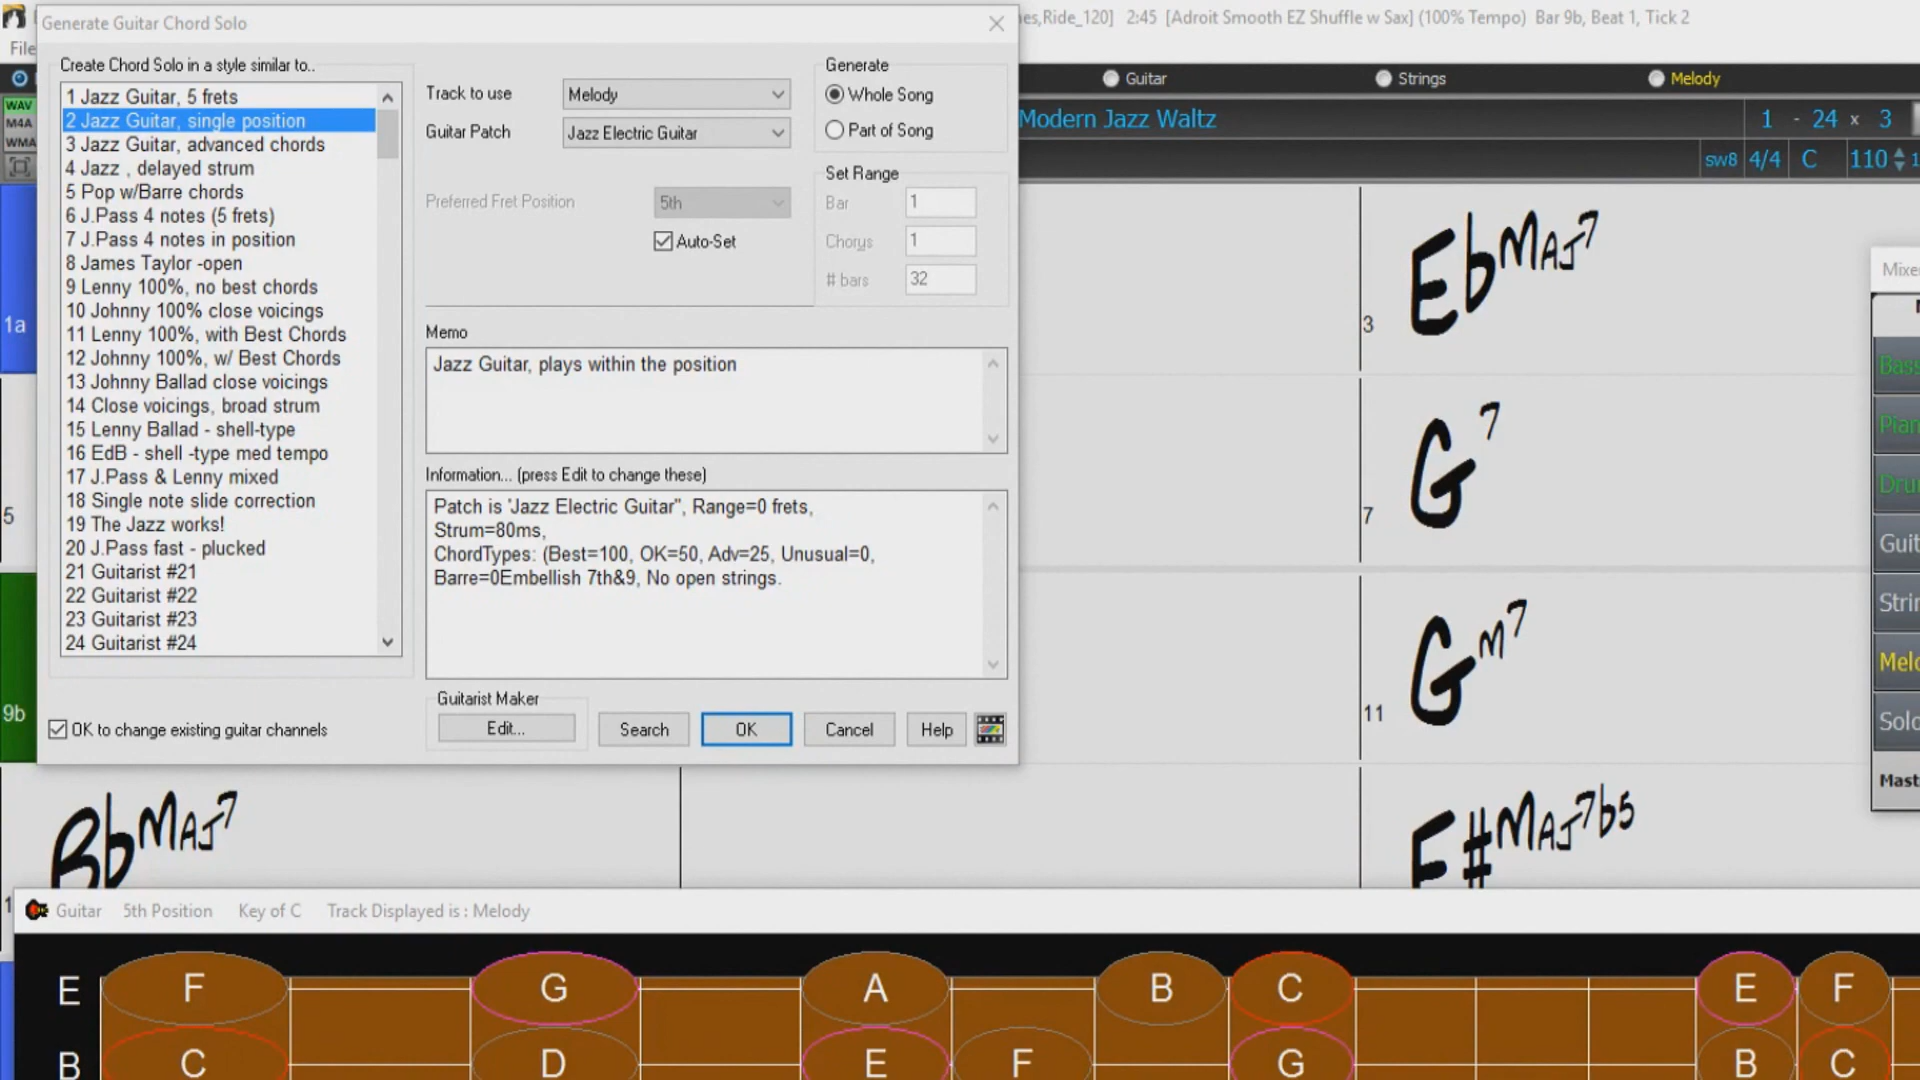 Generate Guitar Chord Solo
es,Ride_120]   2:45  [Adroit Smooth EZ Shuffle w Sax] (100% Tempo)   Bar 9b, Beat 1, Tick 2
File
Create Chord Solo in a style similar to..
1 Jazz Guitar, 5 frets
2 Jazz Guitar, single position
3 Jazz Guitar, advanced chords
4 Jazz , delayed strum
5 Pop w/Barre chords
6 J.Pass 4 notes (5 frets)
7 J.Pass 4 notes in position
8 James Taylor -open
9 Lenny 100%, no best chords
10 Johnny 100% close voicings
11 Lenny 100%, with Best Chords
12 Johnny 100%, w/ Best Chords
13 Johnny Ballad close voicings
14 Close voicings, broad strum
15 Lenny Ballad - shell-type
16 EdB - shell -type med tempo
17 J.Pass & Lenny mixed
18 Single note slide correction
19 The Jazz works!
20 J.Pass fast - plucked
21 Guitarist #21
22 Guitarist #22
23 Guitarist #23
24 Guitarist #24
OK to change existing guitar channels
Track to use Melody
Guitar Patch Jazz Electric Guitar
Preferred Fret Position 5th
Auto-Set
Generate
Whole Song
Part of Song
Set Range
Bar 1
Chorys 1
# bars 32
Memo
Jazz Guitar, plays within the position
Information... (press Edit to change these)
Patch is 'Jazz Electric Guitar", Range=0 frets,
Strum=80ms,
ChordTypes: (Best=100, OK=50, Adv=25, Unusual=0,
Barre=0Embellish 7th&9, No open strings.
Guitarist Maker
Edit...
Search
OK
Cancel
Help
WAV
M4A
WMA
Guitar
Strings
Melody
Modern Jazz Waltz
1 - 24 x 3
sw8 4/4 C 110
1a
3 EbMAJ7
5
7 G7
9b
11 Gm7
BbMAJ7
Mixe
Bass
Pian
Dru
Guit
Strin
Melo
Solo
Mast
Guitar 5th Position Key of C Track Displayed is : Melody
E F G A B C E F
B C D E F G B C